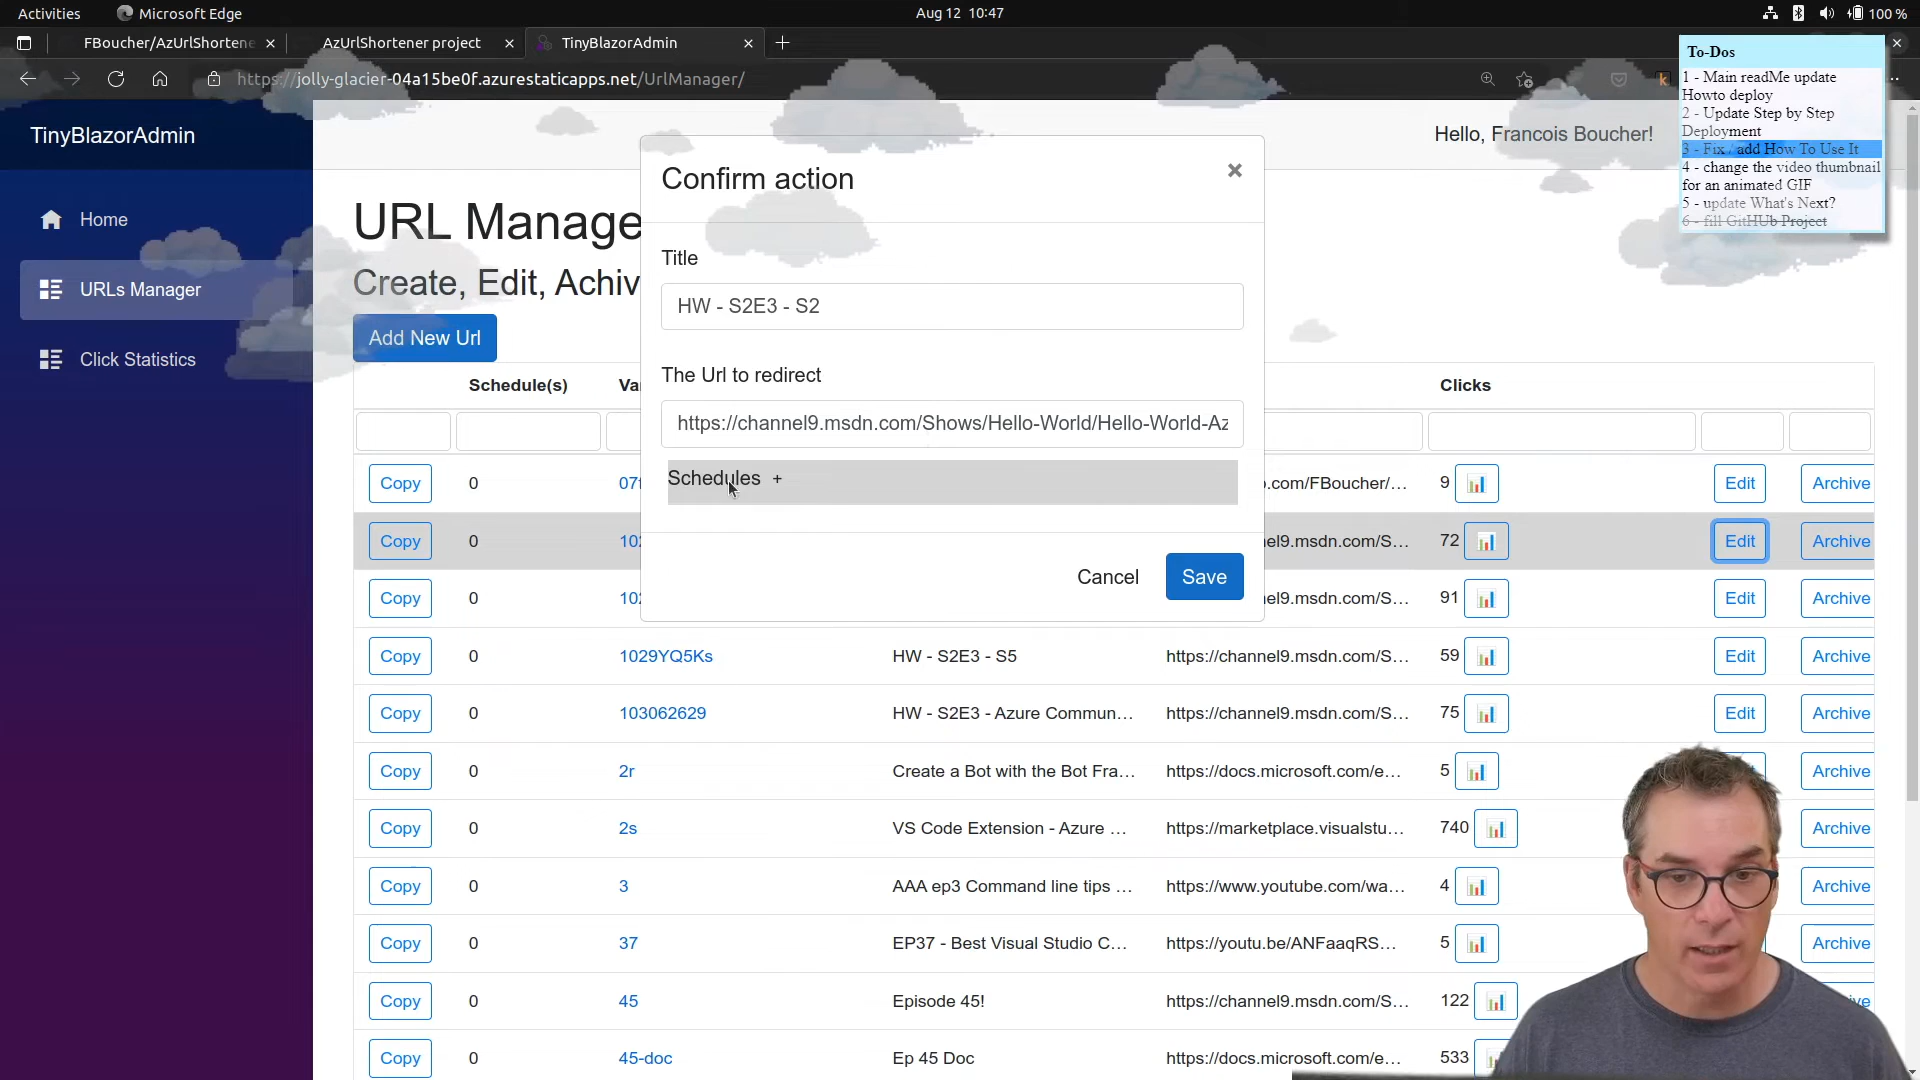 Activities
Microsoft Edge
Aug 12 10:47
100 %
FBoucher/AzUrlShortene
AzUrlShortener project
TinyBlazorAdmin
https://jolly-glacier-04a15be0f.azurestaticapps.net/UrlManager/
To-Dos
1 - Main readMe update
Howto deploy
2 - Update Step by Step
Deployment
3 - Fix / add How To Use It
4 - change the video thumbnail
for an animated GIF
5 - update What's Next?
6 - fill GitHUb Project
TinyBlazorAdmin
Hello, Francois Boucher!
Home
URLs Manager
Click Statistics
URL Manage
Create, Edit, Achiv
Add New Url
Confirm action
×
Title
HW - S2E3 - S2
The Url to redirect
https://channel9.msdn.com/Shows/Hello-World/Hello-World-Az
Schedules +
Cancel
Save
Schedule(s) Va Clicks
Copy 0 07 .com/FBoucher/... 9 Edit Archive
Copy 0 102 el9.msdn.com/S... 72 Edit Archive
Copy 0 102 el9.msdn.com/S... 91 Edit Archive
Copy 0 1029YQ5Ks HW - S2E3 - S5 https://channel9.msdn.com/S... 59 Edit Archive
Copy 0 103062629 HW - S2E3 - Azure Commun... https://channel9.msdn.com/S... 75 Edit Archive
Copy 0 2r Create a Bot with the Bot Fra... https://docs.microsoft.com/e... 5 Archive
Copy 0 2s VS Code Extension - Azure ... https://marketplace.visualstu... 740 Archive
Copy 0 3 AAA ep3 Command line tips ... https://www.youtube.com/wa... 4 Archive
Copy 0 37 EP37 - Best Visual Studio C... https://youtu.be/ANFaaqRS... 5 Archive
Copy 0 45 Episode 45! https://channel9.msdn.com/S... 122 ive
Copy 0 45-doc Ep 45 Doc https://docs.microsoft.com/e... 533